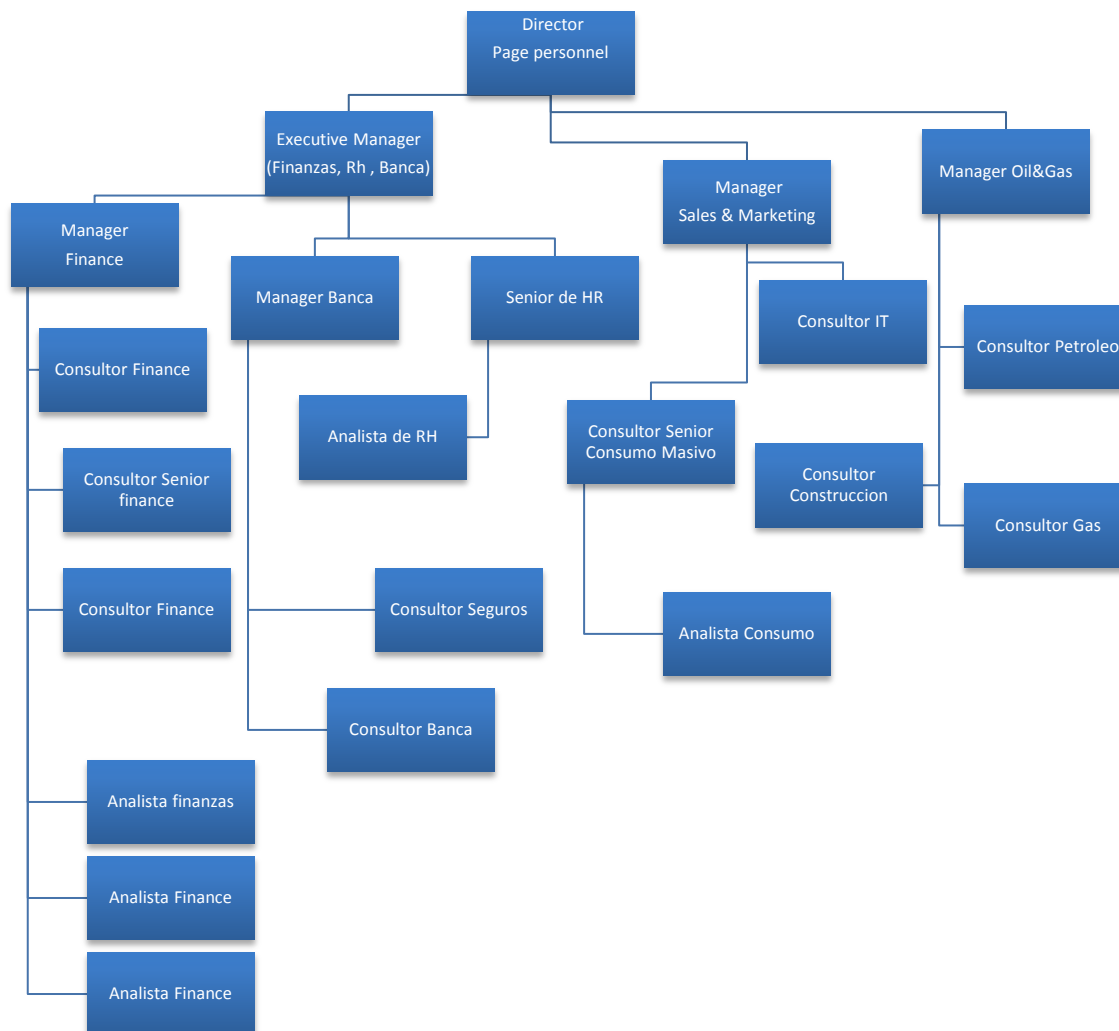 Director
Page personnel
Executive Manager
(Finanzas, Rh , Banca)
Manager
Sales & Marketing
Manager Oil&Gas
Manager
Finance
Manager Banca
Senior de HR
Consultor IT
Consultor Finance
Consultor Petroleo
Analista de RH
Consultor Senior
Consumo Masivo
Consultor Senior
finance
Consultor
Construccion
Consultor Gas
Consultor Finance
Consultor Seguros
Analista Consumo
Consultor Banca
Analista finanzas
Analista Finance
Analista Finance